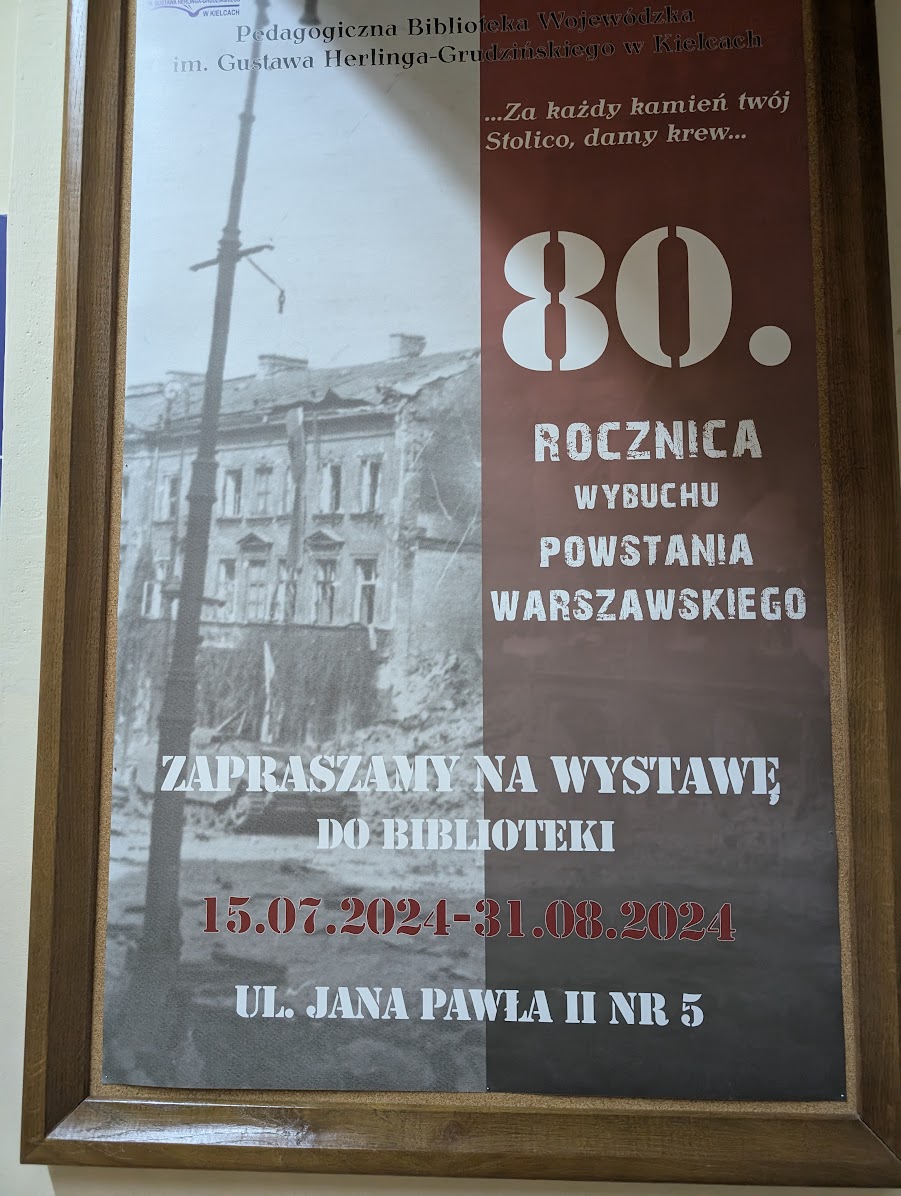 W KIELCACH
Pedagogiczna Biblioteka Wojewódzka
im. Gustawa Herlinga-Grudzińskiego w Kielcach
...Za każdy kamień twój
Stolico, damy krew...
80.
ROCZNICA
WYBUCHU
POWSTANIA
WARSZAWSKIEGO
ZAPRASZAMY NA WYSTAWĘ
DO BIBLIOTEKI
15.07.2024-31.08.2024
UL. JANA PAWŁA II NR 5